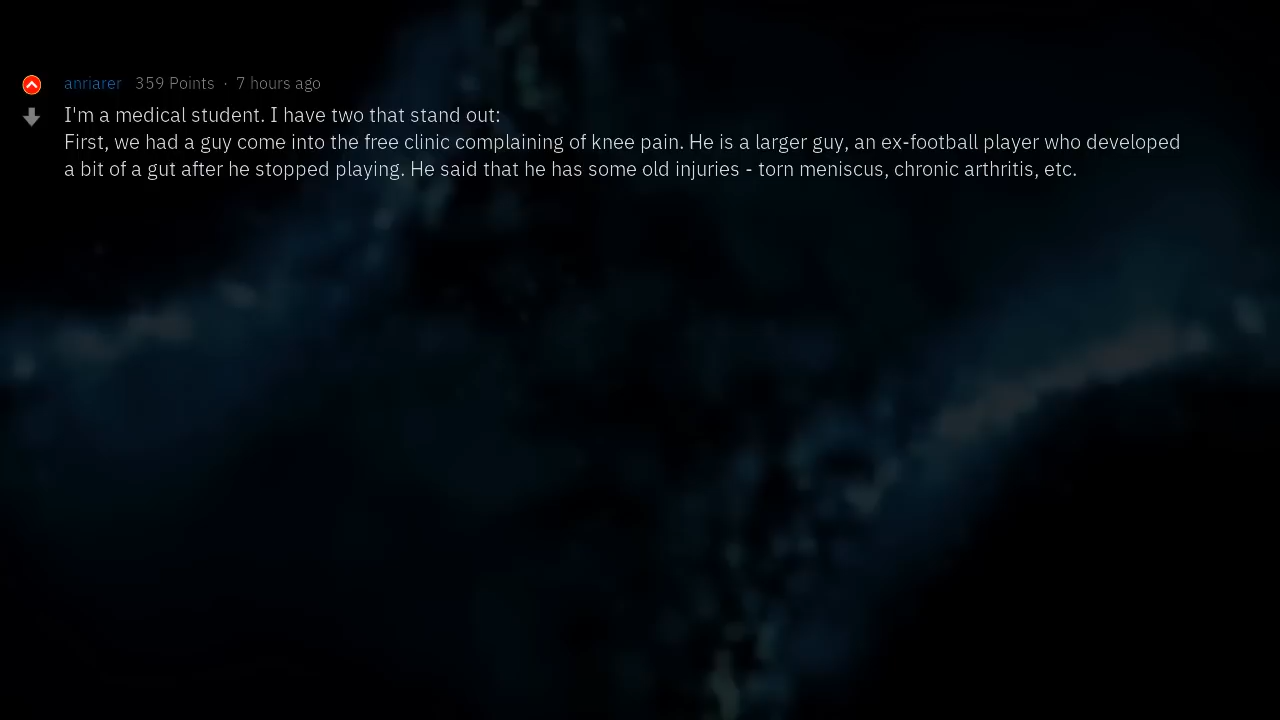 anriarer 359 Points · 7 hours ago
I'm a medical student. I have two that stand out:
First, we had a guy come into the free clinic complaining of knee pain. He is a larger guy, an ex-football player who developed
a bit of a gut after he stopped playing. He said that he has some old injuries - torn meniscus, chronic arthritis, etc.